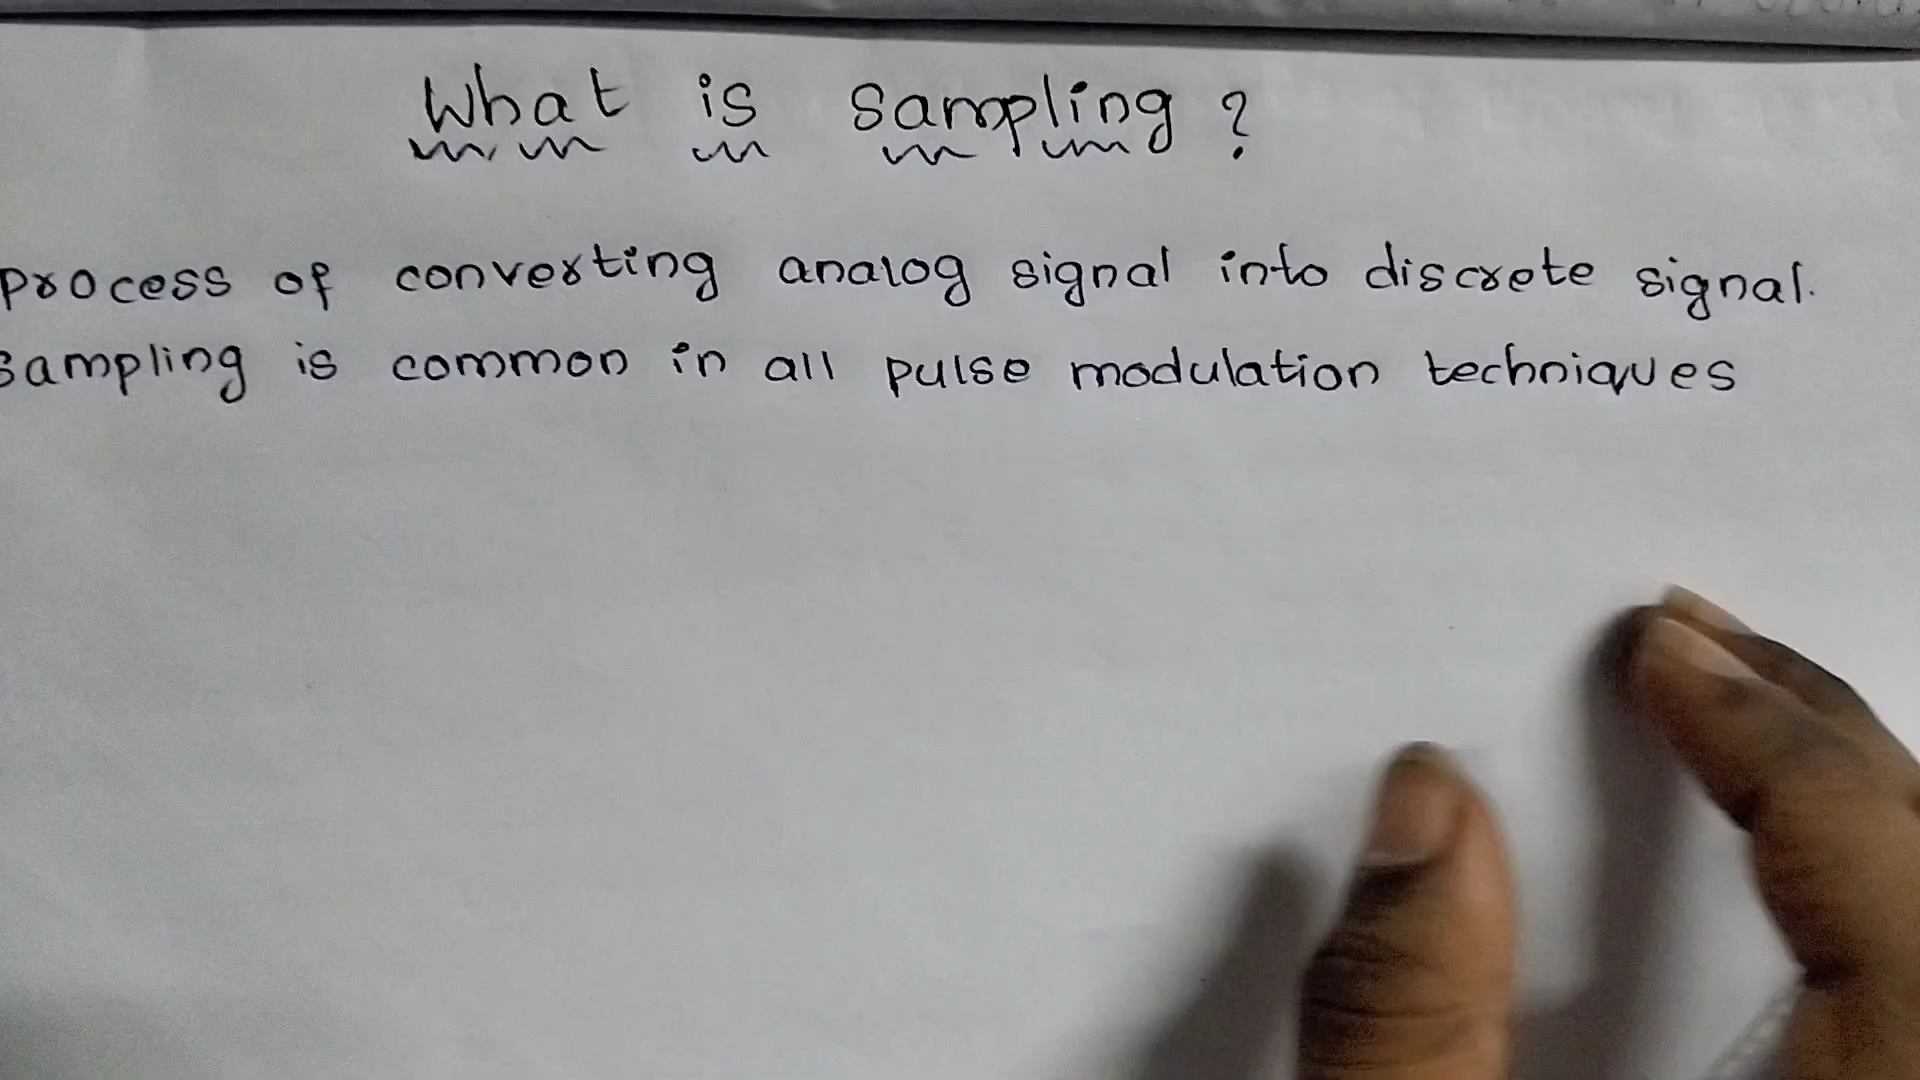 What is sampling ?
process of converting analog signal into discrete signal.
sampling is common in all pulse modulation techniques